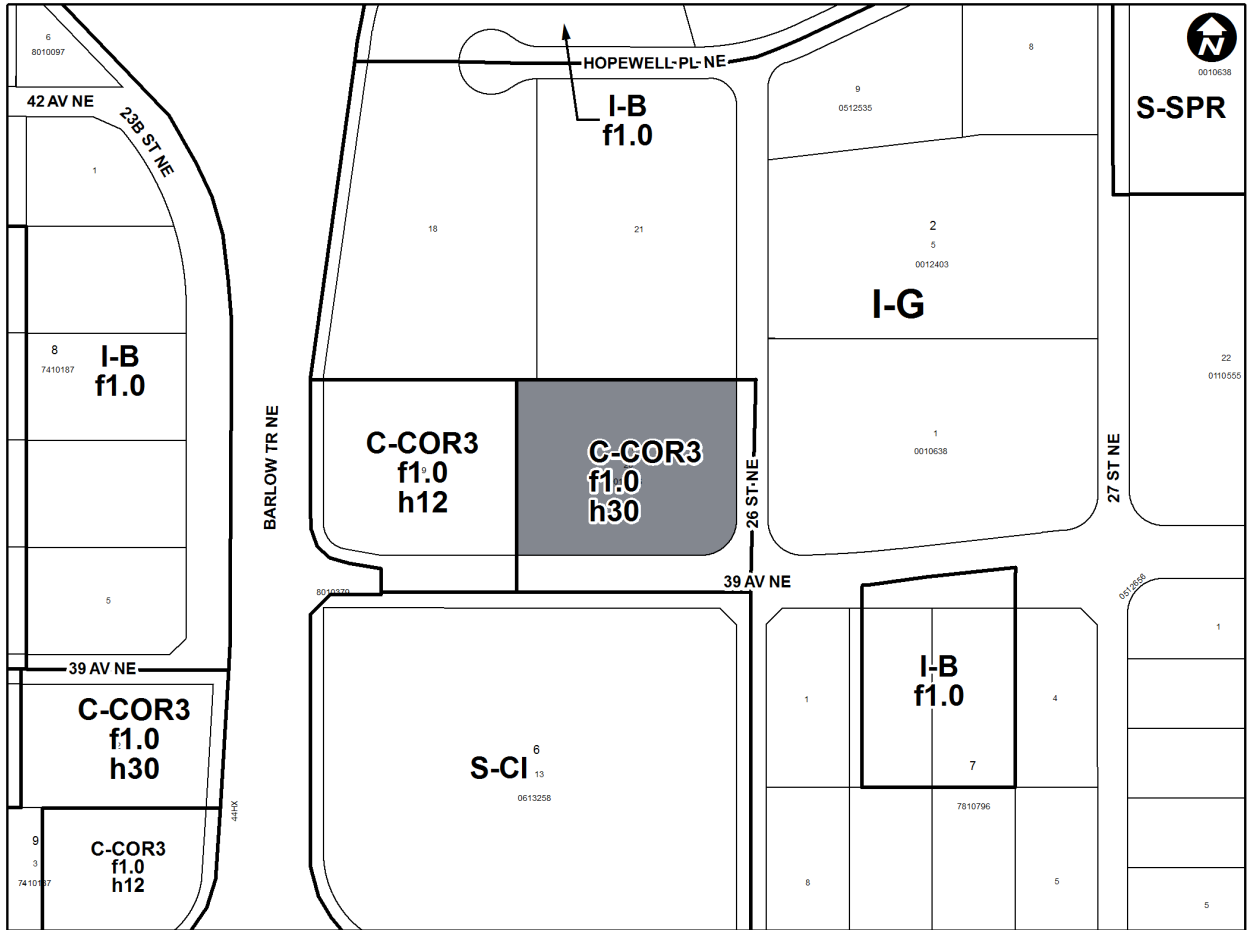 6
8010097
42 AV NE
23B ST NE
1
HOPEWELL PL NE
I-B
f1.0
8
9
0512535
N
0010638
S-SPR
18
21
2
5
0012403
I-G
8
7410187
I-B
f1.0
22
0110555
BARLOW TR NE
C-COR3
f1.0
9
h12
C-COR3
f1.0
h30
26 ST NE
1
0010638
27 ST NE
5
8010379
39 AV NE
0512656
39 AV NE
C-COR3
f1.0
2
h30
44HX
C-COR3
f1.0
h12
9
3
7410187
S-CI
6
13
0613258
1
I-B
f1.0
4
7
7810796
8
5
1
5